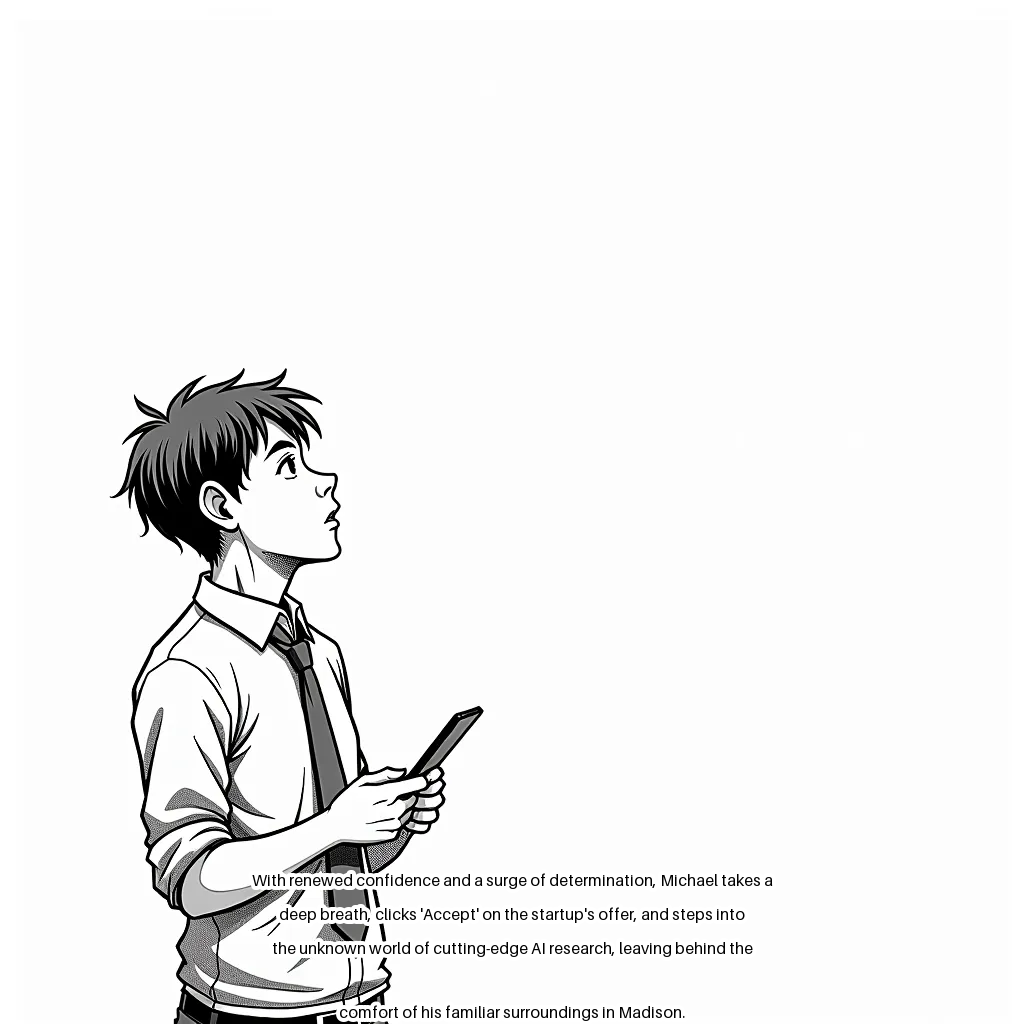 With renewed confidence and a surge of determination, Michael takes a
deep breath, clicks 'Accept' on the startup's offer, and steps into
the unknown world of cutting-edge AI research, leaving behind the
comfort of his familiar surroundings in Madison.